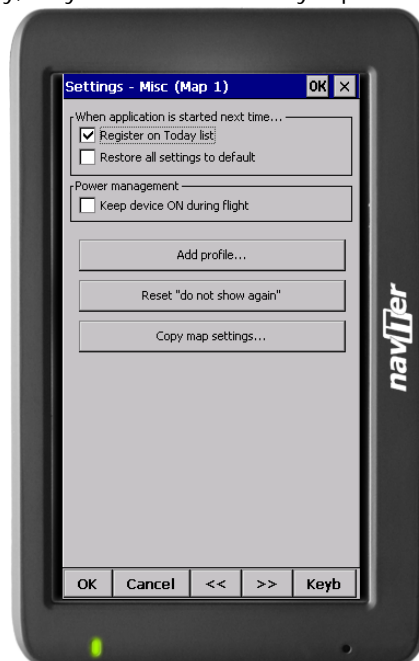 Settings - Misc (Map 1) OK ×
When application is started next time...
Register on Today list
Restore all settings to default
Power management
Keep device ON during flight
Add profile...
Reset "do not show again"
Copy map settings...
naviter
OK Cancel << >> Keyb